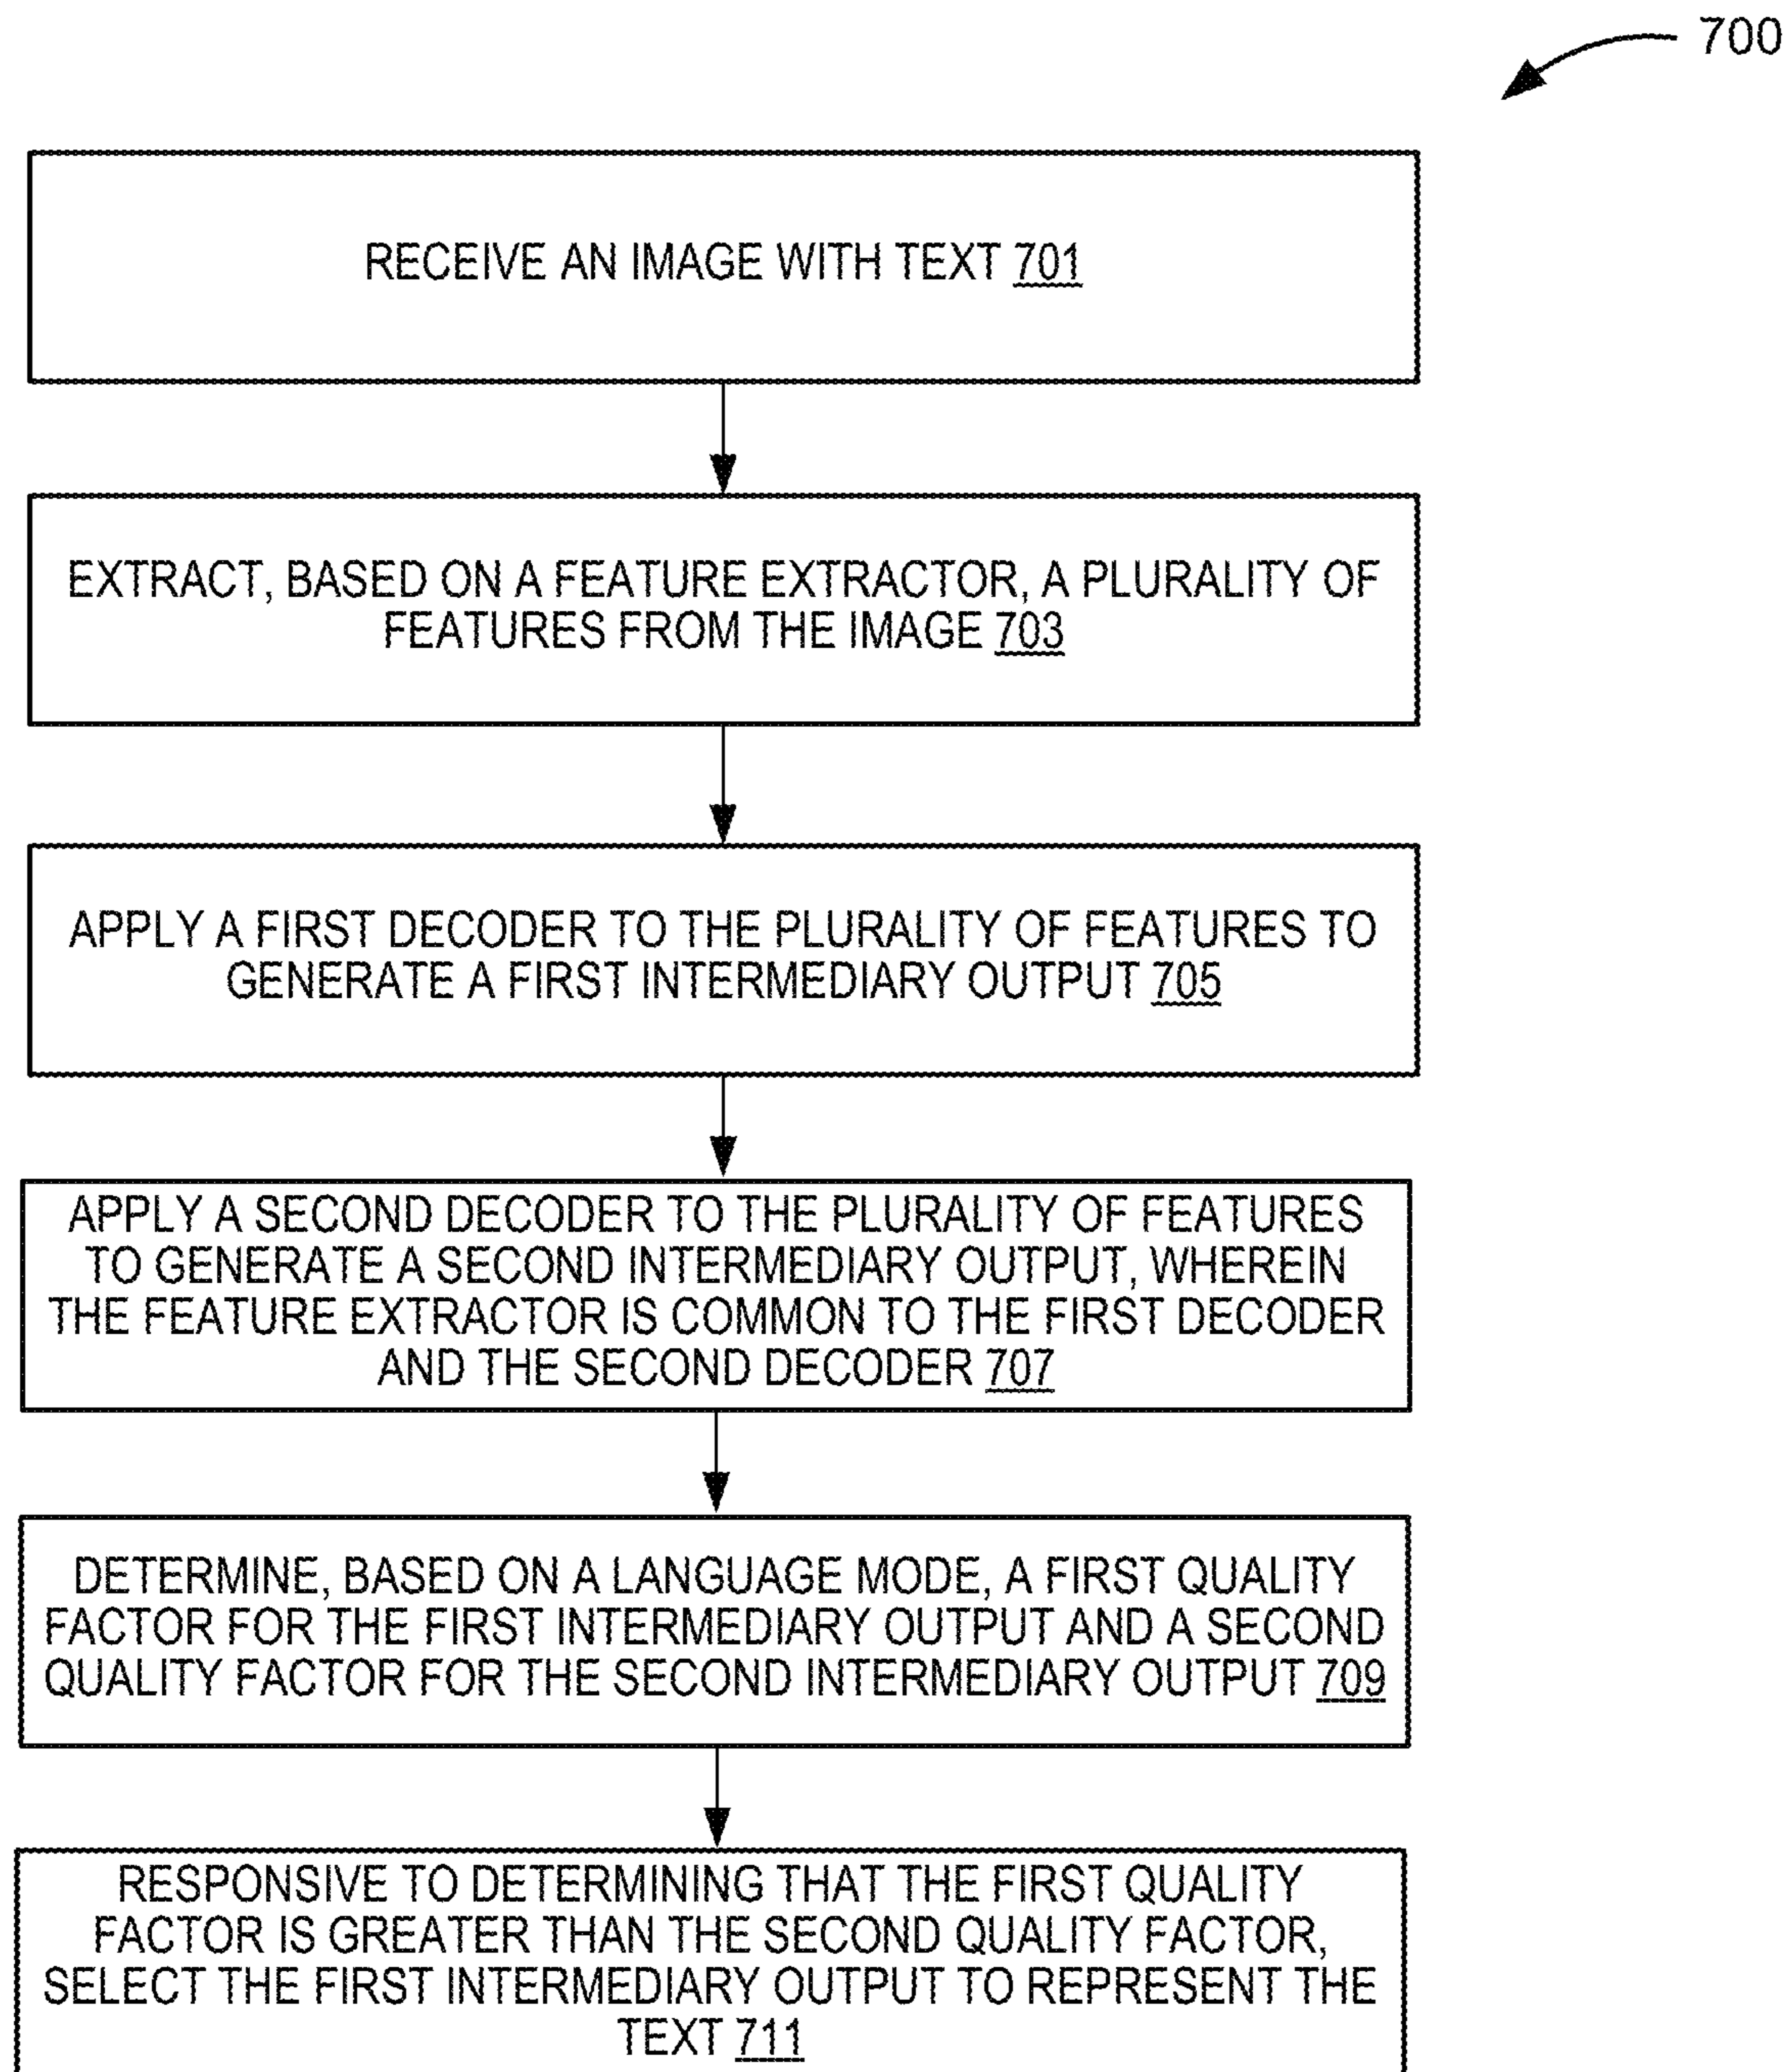 700
RECEIVE AN IMAGE WITH TEXT 701
EXTRACT, BASED ON A FEATURE EXTRACTOR, A PLURALITY OF
FEATURES FROM THE IMAGE 703
APPLY A FIRST DECODER TO THE PLURALITY OF FEATURES TO
GENERATE A FIRST INTERMEDIARY OUTPUT 705
APPLY A SECOND DECODER TO THE PLURALITY OF FEATURES
TO GENERATE A SECOND INTERMEDIARY OUTPUT, WHEREIN
THE FEATURE EXTRACTOR IS COMMON TO THE FIRST DECODER
AND THE SECOND DECODER 707
DETERMINE, BASED ON A LANGUAGE MODE, A FIRST QUALITY
FACTOR FOR THE FIRST INTERMEDIARY OUTPUT AND A SECOND
QUALITY FACTOR FOR THE SECOND INTERMEDIARY OUTPUT 709
RESPONSIVE TO DETERMINING THAT THE FIRST QUALITY
FACTOR IS GREATER THAN THE SECOND QUALITY FACTOR,
SELECT THE FIRST INTERMEDIARY OUTPUT TO REPRESENT THE
TEXT 711